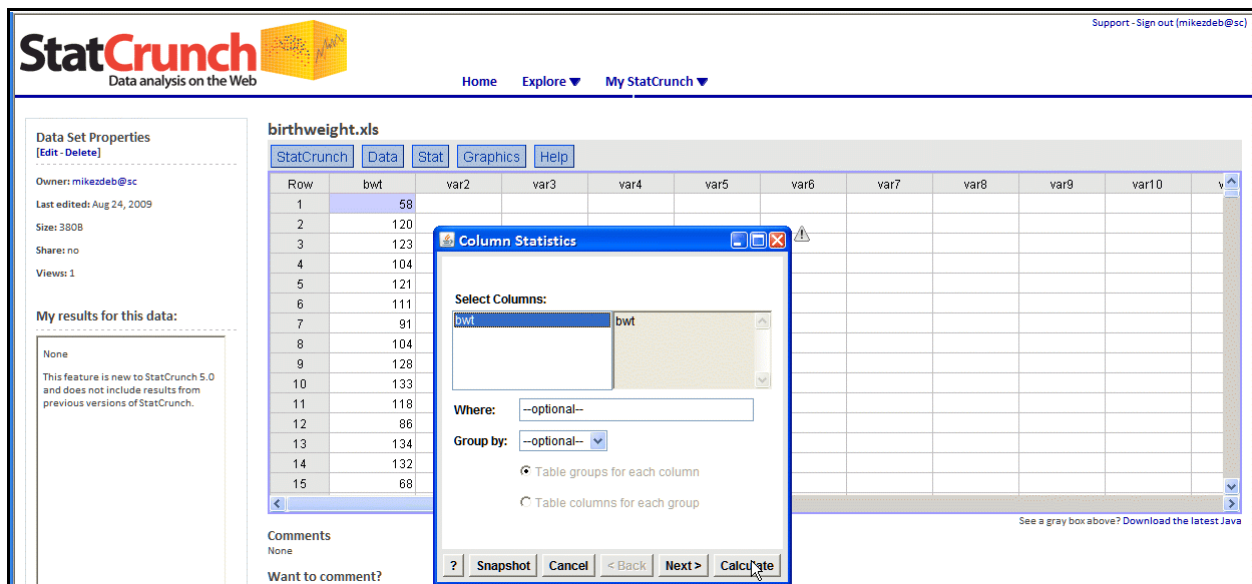 Support - Sign out (mikezdeb@sc)
StatCrunch
Data analysis on the Web
Home Explore ▼ My StatCrunch ▼
Data Set Properties
[Edit - Delete]
Owner: mikezdeb@sc
Last edited: Aug 24, 2009
Size: 380B
Share: no
Views: 1
My results for this data:
None
This feature is new to StatCrunch 5.0
and does not include results from
previous versions of StatCrunch.
birthweight.xls
StatCrunch Data Stat Graphics Help
Row bwt var2 var3 var4 var5 var6 var7 var8 var9 var10 v
1 58
2 120
3 123
4 104
5 121
6 111
7 91
8 104
9 128
10 133
11 118
12 86
13 134
14 132
15 68
Column Statistics
Select Columns:
bwt bwt
Where: --optional--
Group by: --optional--
Table groups for each column
Table columns for each group
? Snapshot Cancel < Back Next > Calculate
See a gray box above? Download the latest Java
Comments
None
Want to comment?